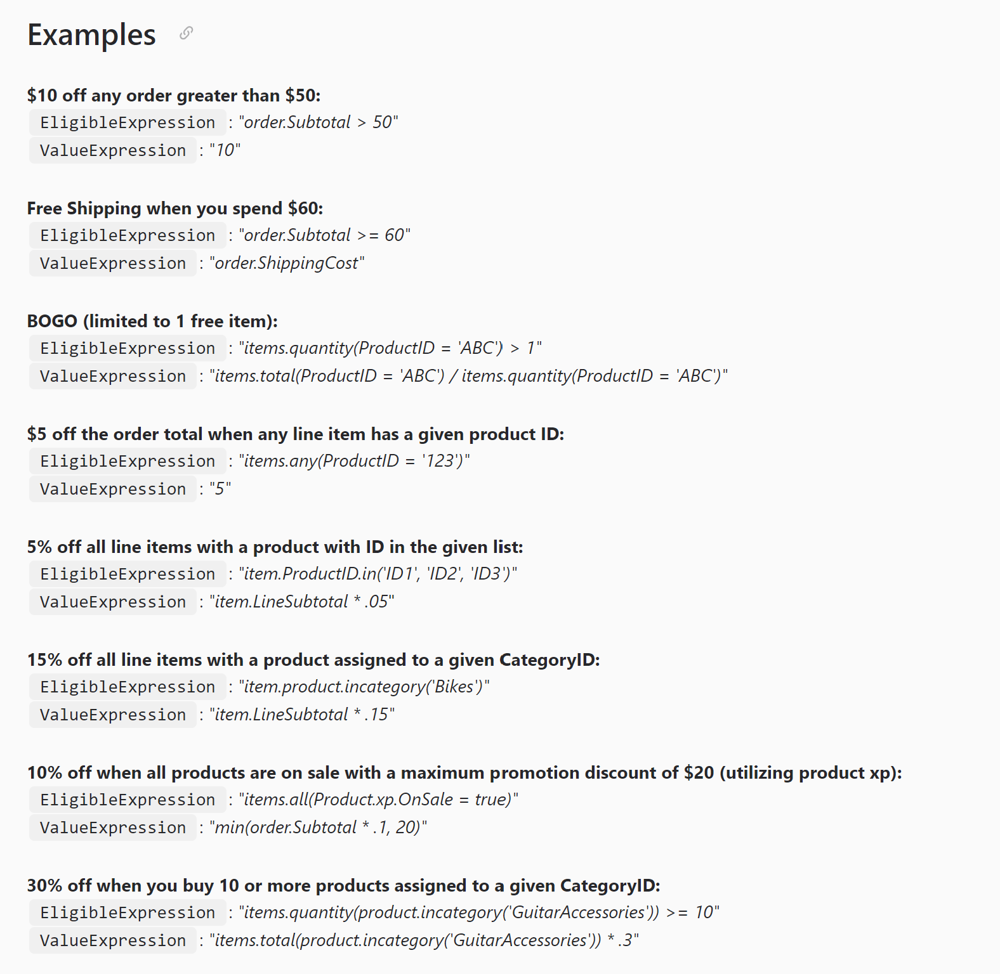 Examples
$10 off any order greater than $50:
EligibleExpression : "order.Subtotal > 50"
ValueExpression : "10"
Free Shipping when you spend $60:
EligibleExpression : "order.Subtotal >= 60"
ValueExpression : "order.ShippingCost"
BOGO (limited to 1 free item):
EligibleExpression : "items.quantity(ProductID = 'ABC') > 1"
ValueExpression : "items.total(ProductID = 'ABC') / items.quantity(ProductID = 'ABC')"
$5 off the order total when any line item has a given product ID:
EligibleExpression : "items.any(ProductID = '123')"
ValueExpression : "5"
5% off all line items with a product with ID in the given list:
EligibleExpression : "item.ProductID.in('ID1', 'ID2', 'ID3')"
ValueExpression : "item.LineSubtotal * .05"
15% off all line items with a product assigned to a given CategoryID:
EligibleExpression : "item.product.incategory('Bikes')"
ValueExpression : "item.LineSubtotal * .15"
10% off when all products are on sale with a maximum promotion discount of $20 (utilizing product xp):
EligibleExpression : "items.all(Product.xp.OnSale = true)"
ValueExpression : "min(order.Subtotal * .1, 20)"
30% off when you buy 10 or more products assigned to a given CategoryID:
EligibleExpression : "items.quantity(product.incategory('GuitarAccessories')) >= 10"
ValueExpression : "items.total(product.incategory('GuitarAccessories')) * .3"